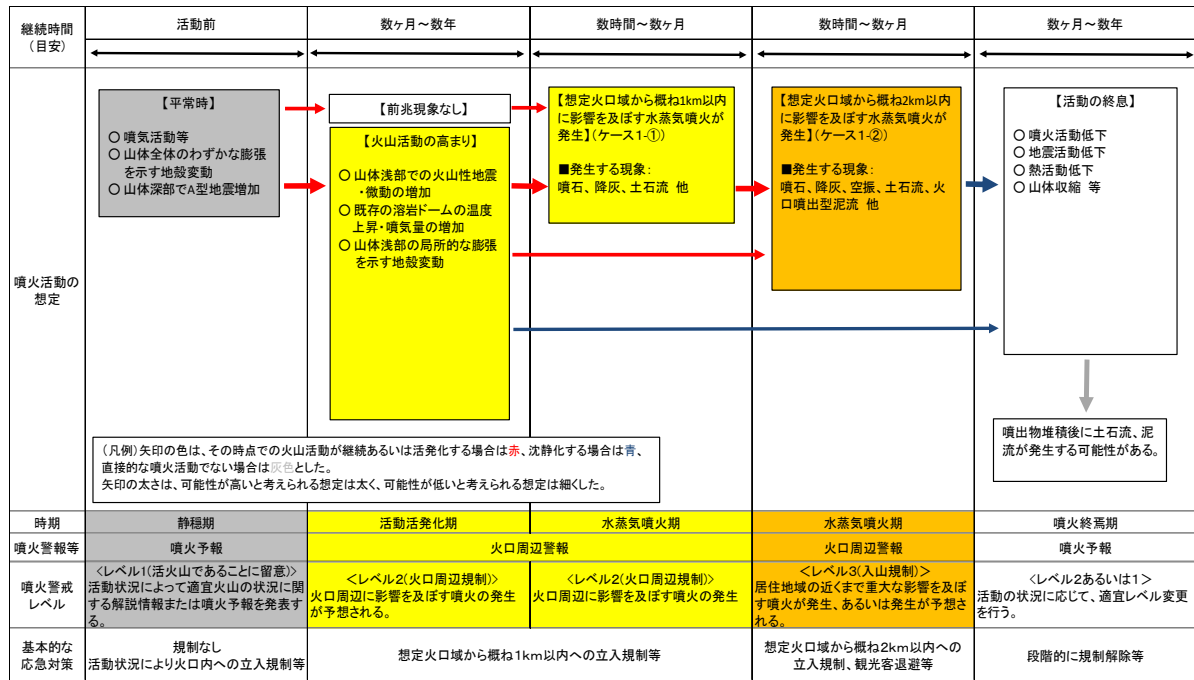 継続時間
(目安)
活動前
数ヶ月～数年
数時間～数ヶ月
数時間～数ヶ月
数ヶ月～数年
噴火活動の
想定
【平常時】
○ 噴気活動等
○ 山体全体のわずかな膨張
を示す地殻変動
○ 山体深部でA型地震増加
【前兆現象なし】
【火山活動の高まり】
○ 山体浅部での火山性地震
・微動の増加
○ 既存の溶岩ドームの温度
上昇・噴気量の増加
○ 山体浅部の局所的な膨張
を示す地殻変動
【想定火口域から概ね1km以内
に影響を及ぼす水蒸気噴火が
発生】(ケース1-①)
■発生する現象:
噴石、降灰、土石流 他
【想定火口域から概ね2km以内
に影響を及ぼす水蒸気噴火が
発生】(ケース1-②)
■発生する現象:
噴石、降灰、空振、土石流、火
口噴出型泥流 他
【活動の終息】
○ 噴火活動低下
○ 地震活動低下
○ 熱活動低下
○ 山体収縮 等
噴出物堆積後に土石流、泥
流が発生する可能性がある。
(凡例)矢印の色は、その時点での火山活動が継続あるいは活発化する場合は赤、沈静化する場合は青、
直接的な噴火活動でない場合は灰色とした。
矢印の太さは、可能性が高いと考えられる想定は太く、可能性が低いと考えられる想定は細くした。
時期
静穏期
活動活発化期
水蒸気噴火期
水蒸気噴火期
噴火終焉期
噴火警報等
噴火予報
火口周辺警報
火口周辺警報
噴火予報
噴火警戒
レベル
<レベル1(活火山であることに留意)>
活動状況によって適宜火山の状況に関
する解説情報または噴火予報を発表す
る。
<レベル2(火口周辺規制)>
火口周辺に影響を及ぼす噴火の発生
が予想される。
<レベル2(火口周辺規制)>
火口周辺に影響を及ぼす噴火の発生
<レベル3(入山規制)>
居住地域の近くまで重大な影響を及ぼ
す噴火が発生、あるいは発生が予想さ
れる。
<レベル2あるいは1>
活動の状況に応じて、適宜レベル変更
を行う。
基本的な
応急対策
規制なし
活動状況により火口内への立入規制等
想定火口域から概ね1km以内への立入規制等
想定火口域から概ね2km以内への
立入規制、観光客退避等
段階的に規制解除等